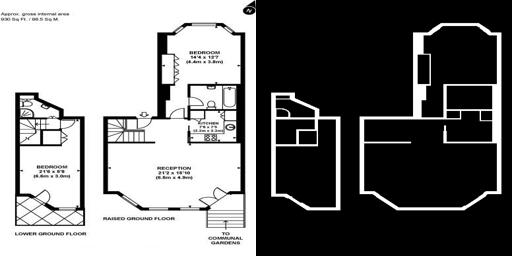 Approx. gross internal area
930 Sq Ft. / 86.5 Sq M.
BEDROOM
14'4 x 12'7
(4.4m x 3.8m)
KITCHEN
7'6 x 7'5
(2.3m x 2.3m)
BEDROOM
21'6 x 9'8
(6.6m x 3.0m)
RECEPTION
21'2 x 16'10
(6.5m x 4.9m)
RAISED GROUND FLOOR
LOWER GROUND FLOOR
TO
COMMUNAL
GARDENS